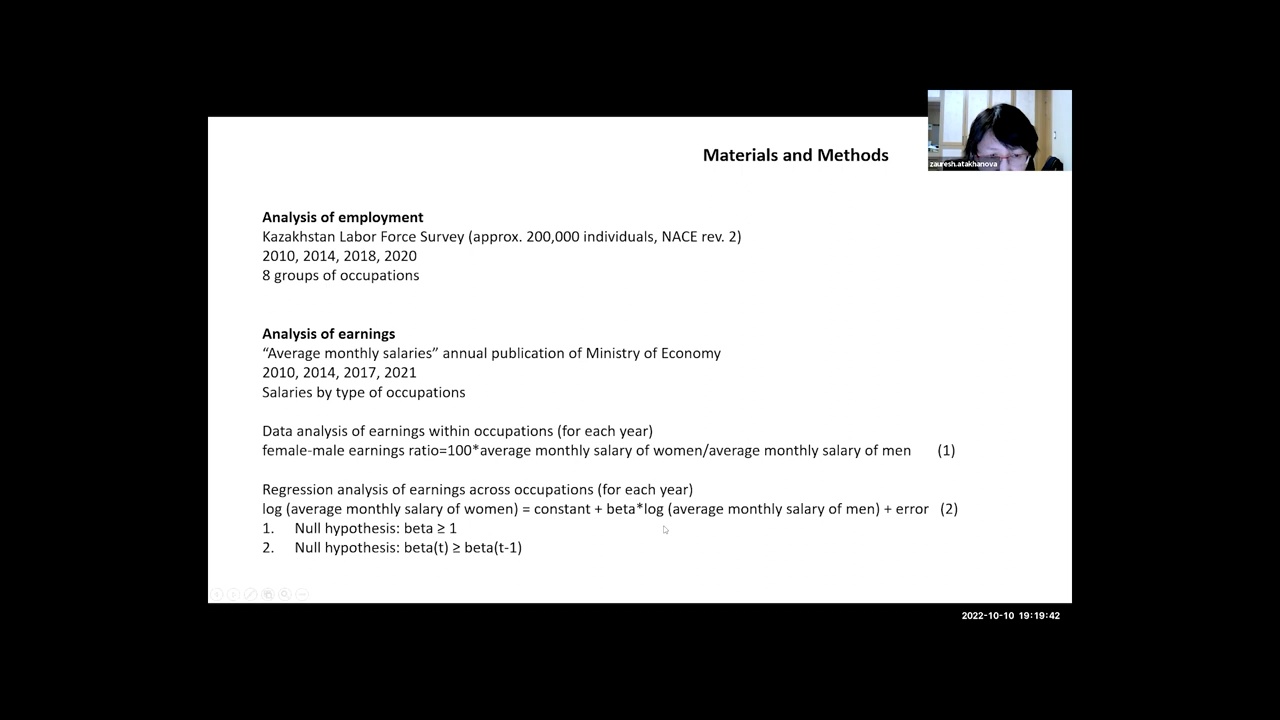 Materials and Methods
zauresh.atakhanova
Analysis of employment
Kazakhstan Labor Force Survey (approx. 200,000 individuals, NACE rev. 2)
2010, 2014, 2018, 2020
8 groups of occupations
Analysis of earnings
“Average monthly salaries” annual publication of Ministry of Economy
2010, 2014, 2017, 2021
Salaries by type of occupations
Data analysis of earnings within occupations (for each year)
female-male earnings ratio=100*average monthly salary of women/average monthly salary of men (1)
Regression analysis of earnings across occupations (for each year)
log (average monthly salary of women) = constant + beta*log (average monthly salary of men) + error (2)
1. Null hypothesis: beta ≥ 1
2. Null hypothesis: beta(t) ≥ beta(t-1)
2022-10-10 19:19:42